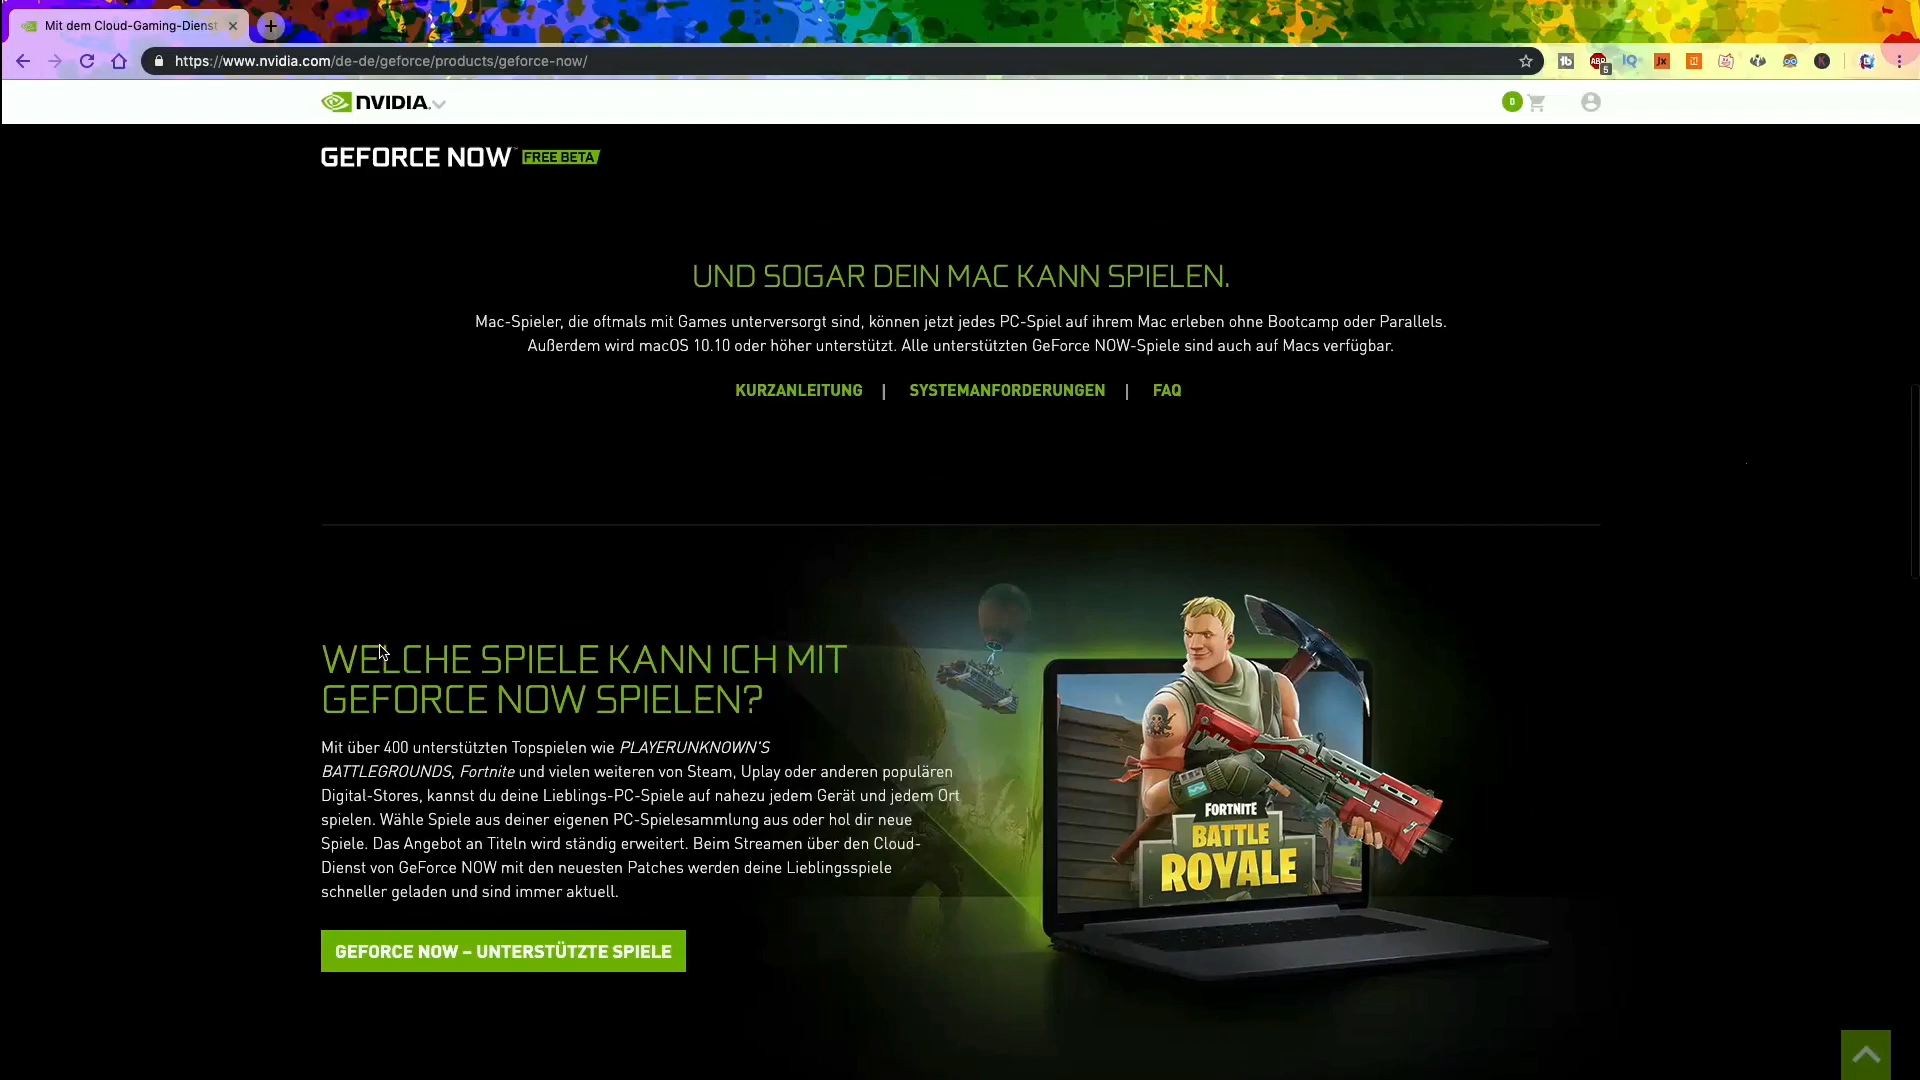 Mit dem Cloud-Gaming-Dienst
https://www.nvidia.com/de-de/geforce/products/geforce-now/
16
ABP
5
IQ
Jx
NVIDIA.
0
GEFORCE NOW™ FREE BETA
UND SOGAR DEIN MAC KANN SPIELEN.
Mac-Spieler, die oftmals mit Games unterversorgt sind, können jetzt jedes PC-Spiel auf ihrem Mac erleben ohne Bootcamp oder Parallels.
Außerdem wird macOS 10.10 oder höher unterstützt. Alle unterstützten GeForce NOW-Spiele sind auch auf Macs verfügbar.
KURZANLEITUNG | SYSTEMANFORDERUNGEN | FAQ
WELCHE SPIELE KANN ICH MIT
GEFORCE NOW SPIELEN?
Mit über 400 unterstützten Topspielen wie PLAYERUNKNOWN'S
BATTLEGROUNDS, Fortnite und vielen weiteren von Steam, Uplay oder anderen populären
Digital-Stores, kannst du deine Lieblings-PC-Spiele auf nahezu jedem Gerät und jedem Ort
spielen. Wähle Spiele aus deiner eigenen PC-Spielesammlung aus oder hol dir neue
Spiele. Das Angebot an Titeln wird ständig erweitert. Beim Streamen über den Cloud-
Dienst von GeForce NOW mit den neuesten Patches werden deine Lieblingsspiele
schneller geladen und sind immer aktuell.
GEFORCE NOW – UNTERSTÜTZTE SPIELE
FORTNITE
BATTLE
ROYALE